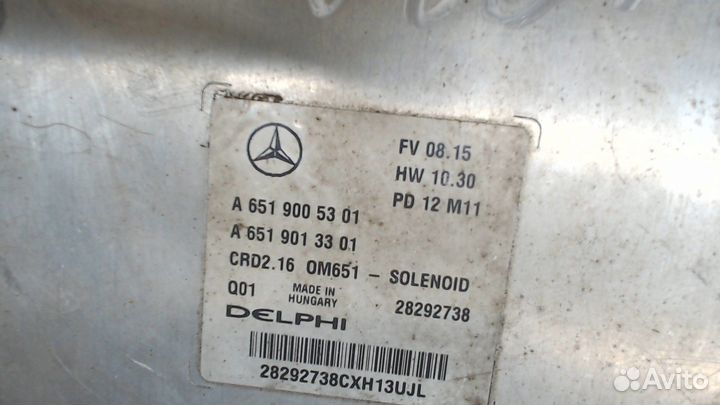 FV 08.15
HW 10.30
PD 12 M11
A 651 900 53 01
A 651 901 33 01
CRD2.16 OM651 - SOLENOID
Q01 MADE IN HUNGARY 28292738
DELPHI
28292738CXH13UJL
Avito